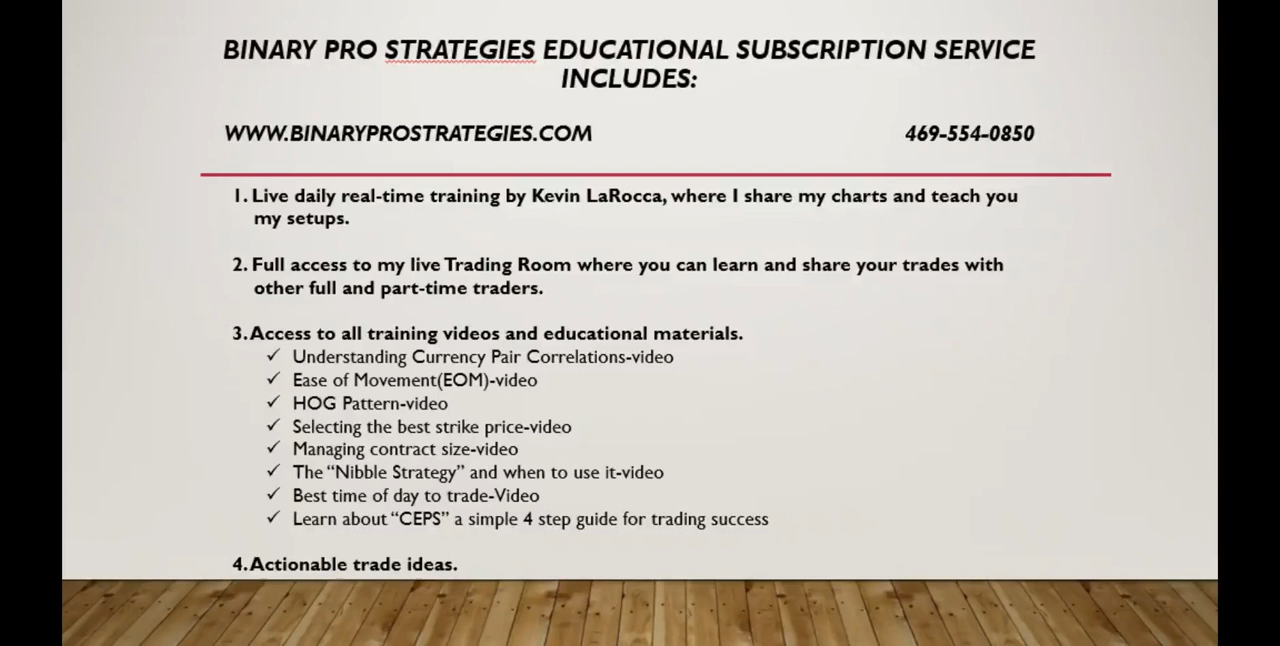 BINARY PRO STRATEGIES EDUCATIONAL SUBSCRIPTION SERVICE
INCLUDES:
WWW.BINARYPROSTRATEGIES.COM 469-554-0850
1. Live daily real-time training by Kevin LaRocca, where I share my charts and teach you
my setups.
2. Full access to my live Trading Room where you can learn and share your trades with
other full and part-time traders.
3. Access to all training videos and educational materials.
✓ Understanding Currency Pair Correlations-video
✓ Ease of Movement(EOM)-video
✓ HOG Pattern-video
✓ Selecting the best strike price-video
✓ Managing contract size-video
✓ The “Nibble Strategy” and when to use it-video
✓ Best time of day to trade-Video
✓ Learn about “CEPS” a simple 4 step guide for trading success
4. Actionable trade ideas.